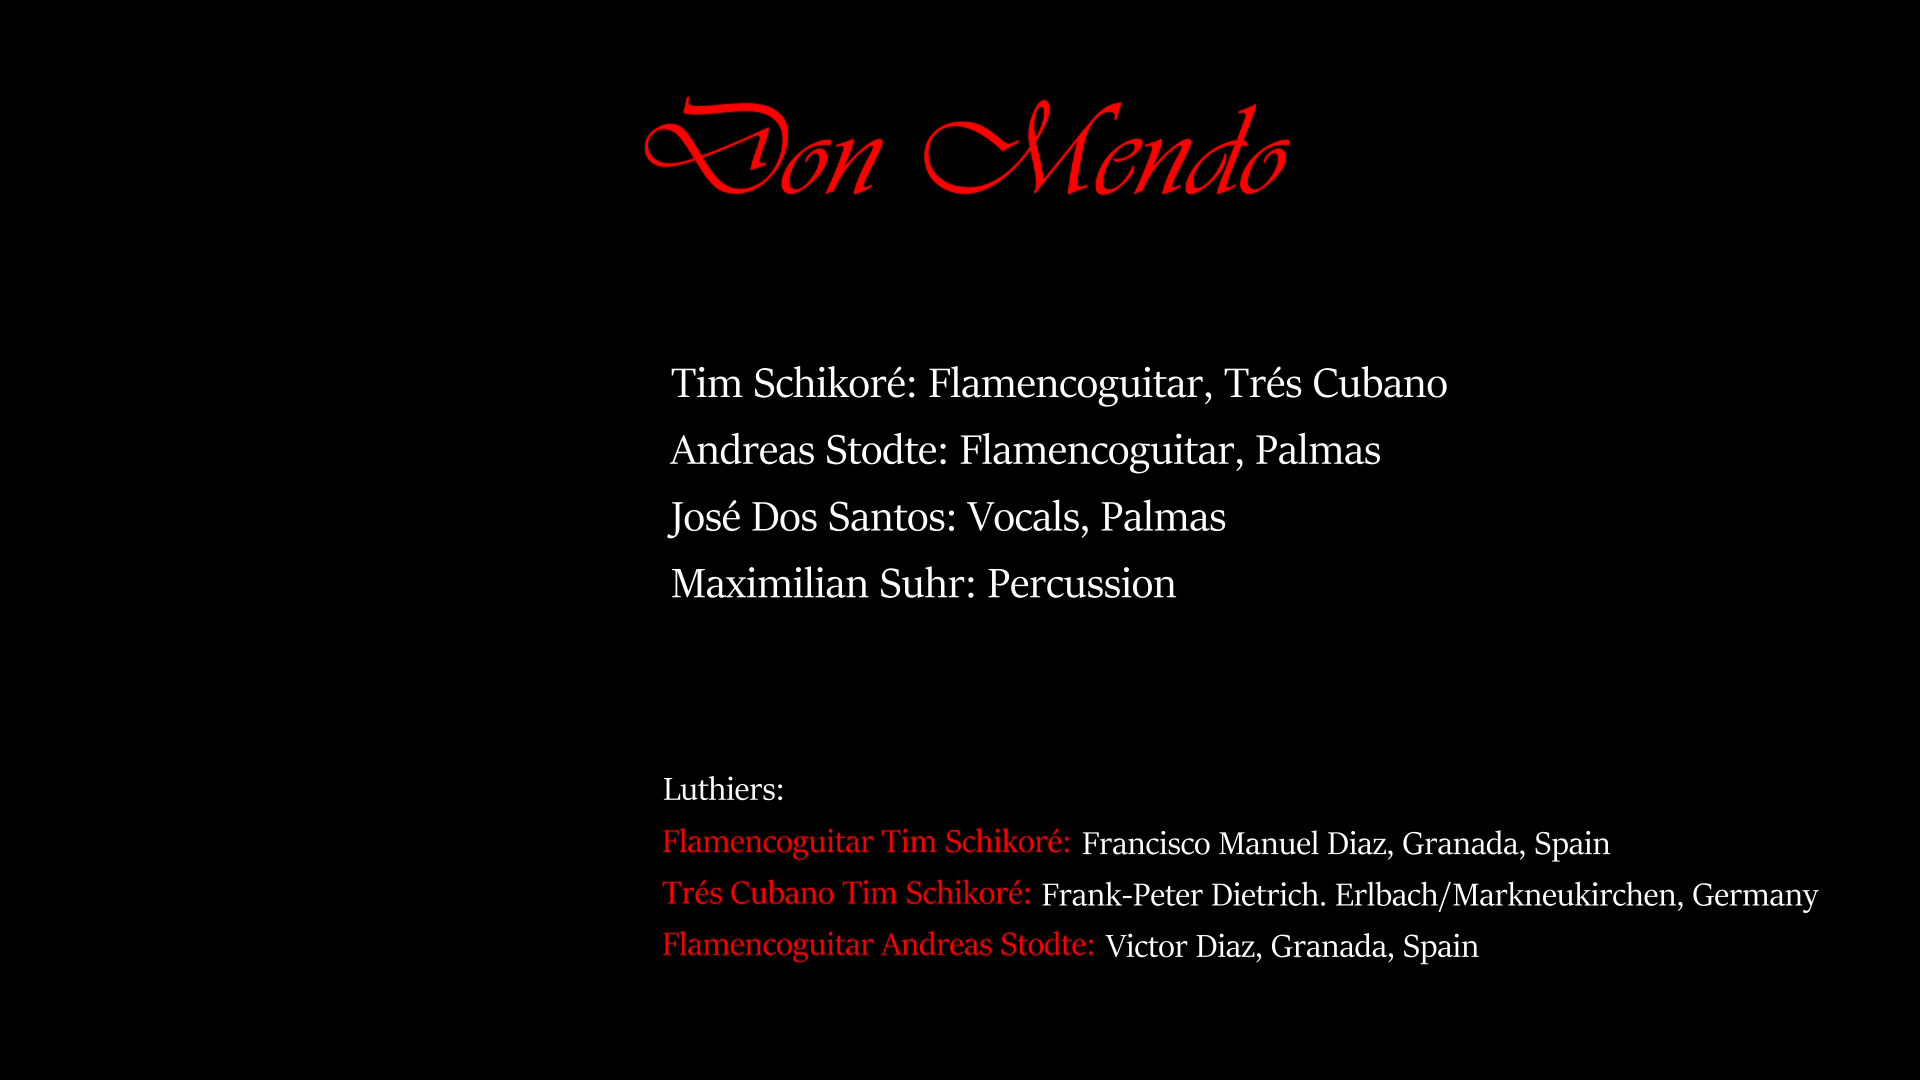 Don Mendo
Tim Schikoré: Flamencoguitar, Trés Cubano
Andreas Stodte: Flamencoguitar, Palmas
José Dos Santos: Vocals, Palmas
Maximilian Suhr: Percussion
Luthiers:
Flamencoguitar Tim Schikoré: Francisco Manuel Diaz, Granada, Spain
Trés Cubano Tim Schikoré: Frank-Peter Dietrich. Erlbach/Markneukirchen, Germany
Flamencoguitar Andreas Stodte: Victor Diaz, Granada, Spain